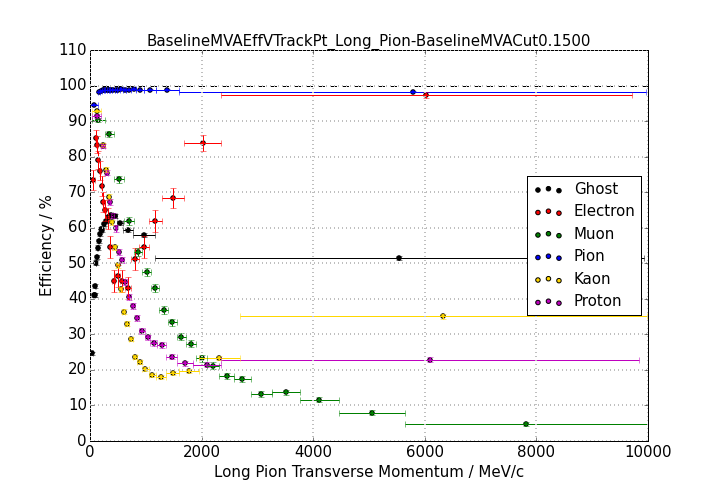 BaselineMVAEffVTrackPt_Long_Pion-BaselineMVACut0.1500
110
100
90
80
70
60
50
40
30
20
10
0
Efficiency / %
Ghost
Electron
Muon
Pion
Kaon
Proton
0 2000 4000 6000 8000 10000
Long Pion Transverse Momentum / MeV/c